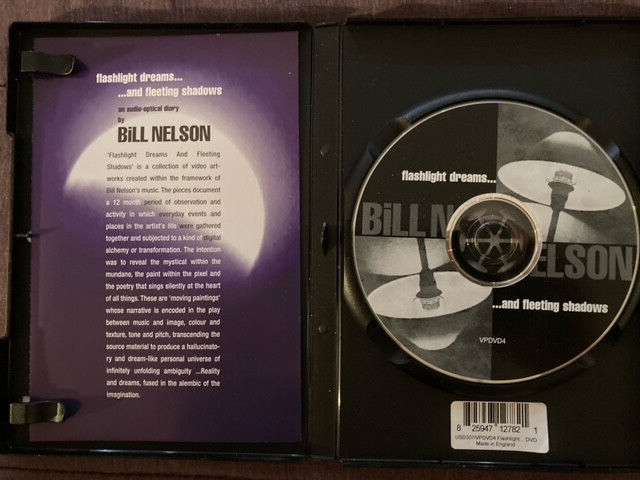 flashlight dreams...
...and fleeting shadows
an audio-optical diary
by
BiLL NELSON
'Flashlight Dreams And Fleeting
Shadows' is a collection of video art-
works created within the framework of
Bill Nelson's music. The pieces document
a 12 month period of observation and
activity in which everyday events and
places in the artist's life were gathered
together and subjected to a kind of digital
alchemy or transformation. The intention
was to reveal the mystical within the
mundane, the paint within the pixel and
the poetry that sings silently at the heart
of all things. These are 'moving paintings'
whose narrative is encoded in the play
between music and image, colour and
texture, tone and pitch, transcending the
source material to produce a hallucinato-
ry and dream-like personal universe of
infinitely unfolding ambiguity ...Reality
and dreams, fused in the alembic of the
imagination.
flashlight dreams...
BiLL N ELSON
...and fleeting shadows
VPDVD4
8 25947 12782 1
USD307/VPDVD4 Flashlight... DVD
Made in England